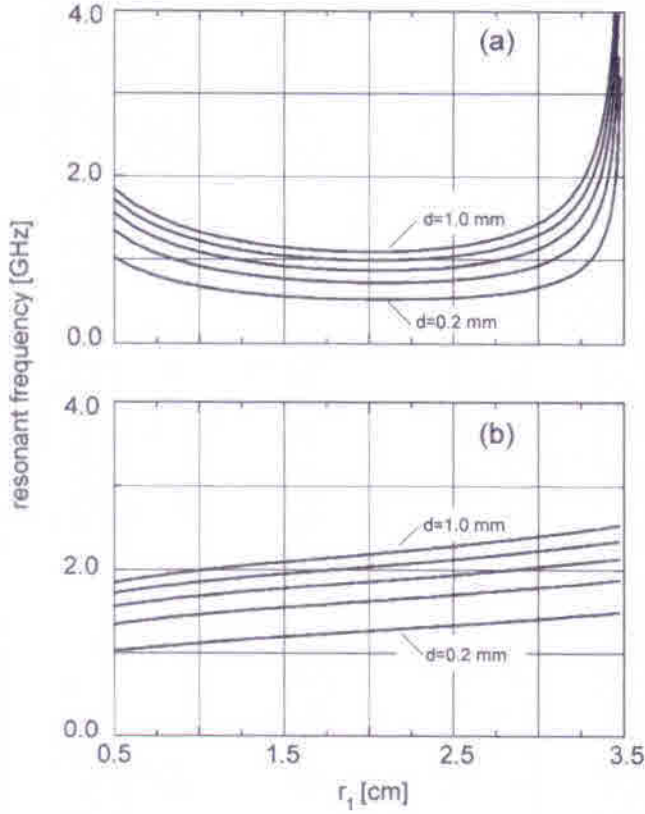 4.0
(a)
2.0
d=1.0 mm
d=0.2 mm
0.0
resonant frequency [GHz]
4.0
(b)
d=1.0 mm
2.0
d=0.2 mm
0.0
0.5
1.5
2.5
3.5
r₁ [cm]